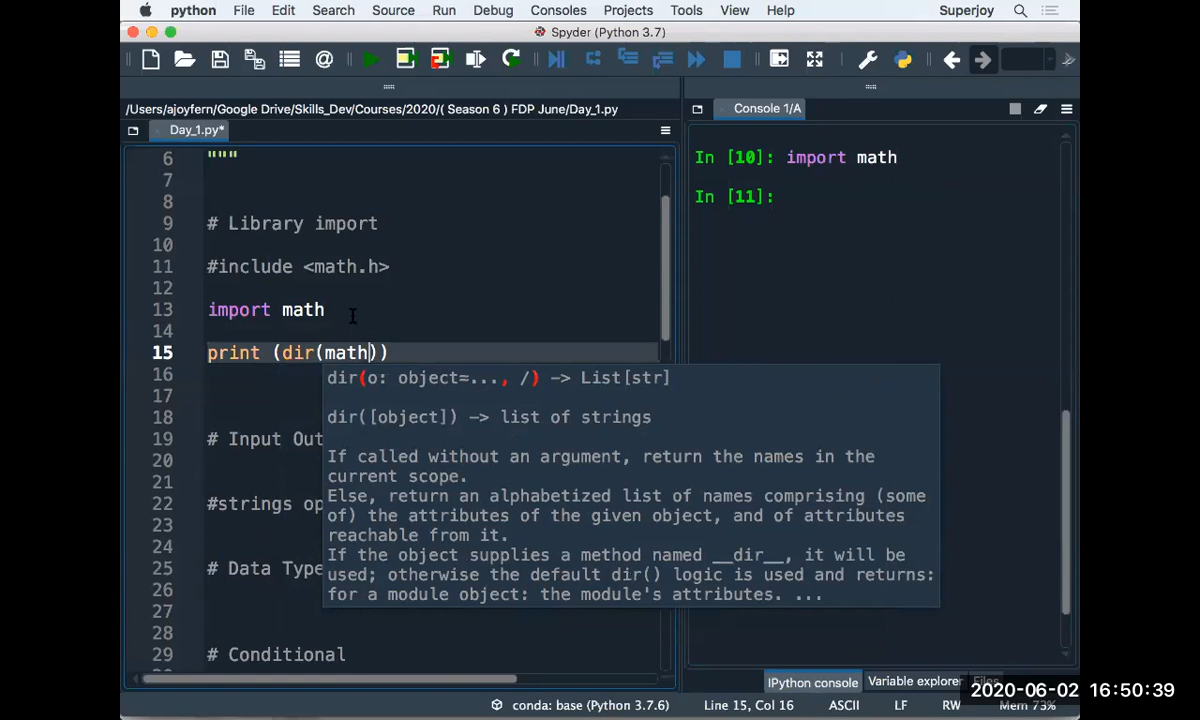 python File Edit Search Source Run Debug Consoles Projects Tools View Help Superjoy
Spyder (Python 3.7)
/Users/ajoyfern/Google Drive/Skills_Dev/Courses/2020/( Season 6 ) FDP June/Day_1.py
Console 1/A
Day_1.py*
6 """
7
8
9 # Library import
10
11 #include <math.h>
12
13 import math
14
15 print (dir(math))
16
17
18
19 # Input Out
20
21
22 #strings op
23
24
25 # Data Type
26
27
28
29 # Conditional
dir(o: object=..., /) -> List[str]
dir([object]) -> list of strings
If called without an argument, return the names in the
current scope.
Else, return an alphabetized list of names comprising (some
of) the attributes of the given object, and of attributes
reachable from it.
If the object supplies a method named __dir__, it will be
used; otherwise the default dir() logic is used and returns:
for a module object: the module's attributes. ...
In [10]: import math
In [11]:
IPython console Variable explorer Files
conda: base (Python 3.7.6) Line 15, Col 16 ASCII LF RW Mem 73%
2020-06-02 16:50:39